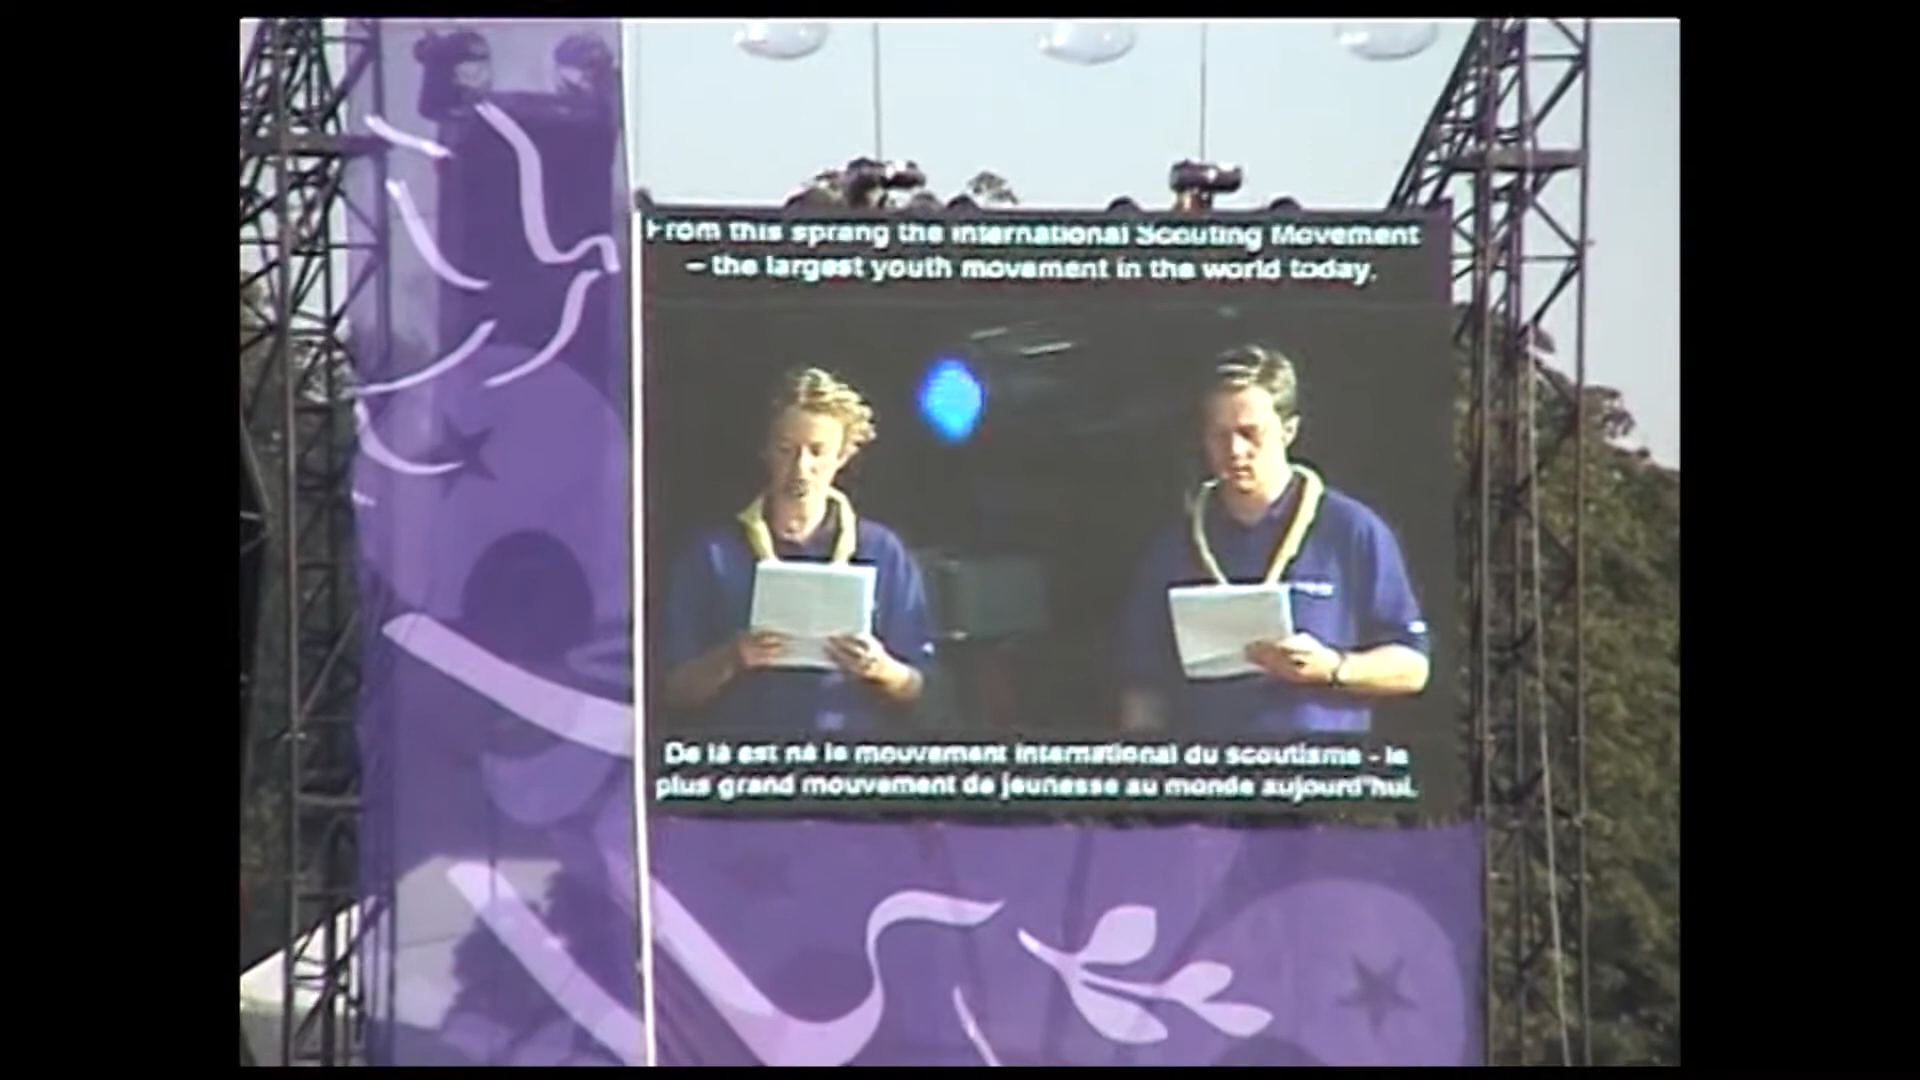 From this sprang the International Scouting Movement
– the largest youth movement in the world today.
De là est né le mouvement international du scoutisme - le
plus grand mouvement de jeunesse au monde aujourd'hui.